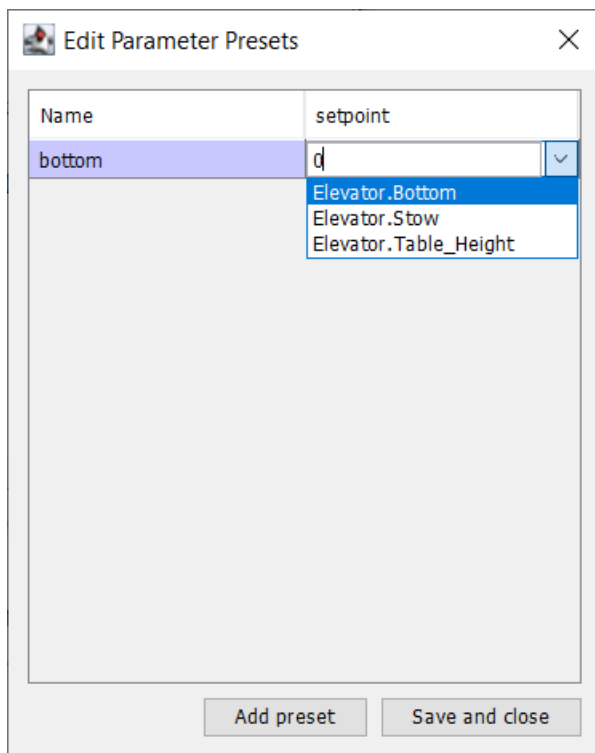 Edit Parameter Presets
Name setpoint
bottom 0
Elevator.Bottom
Elevator.Stow
Elevator.Table_Height
Add preset Save and close